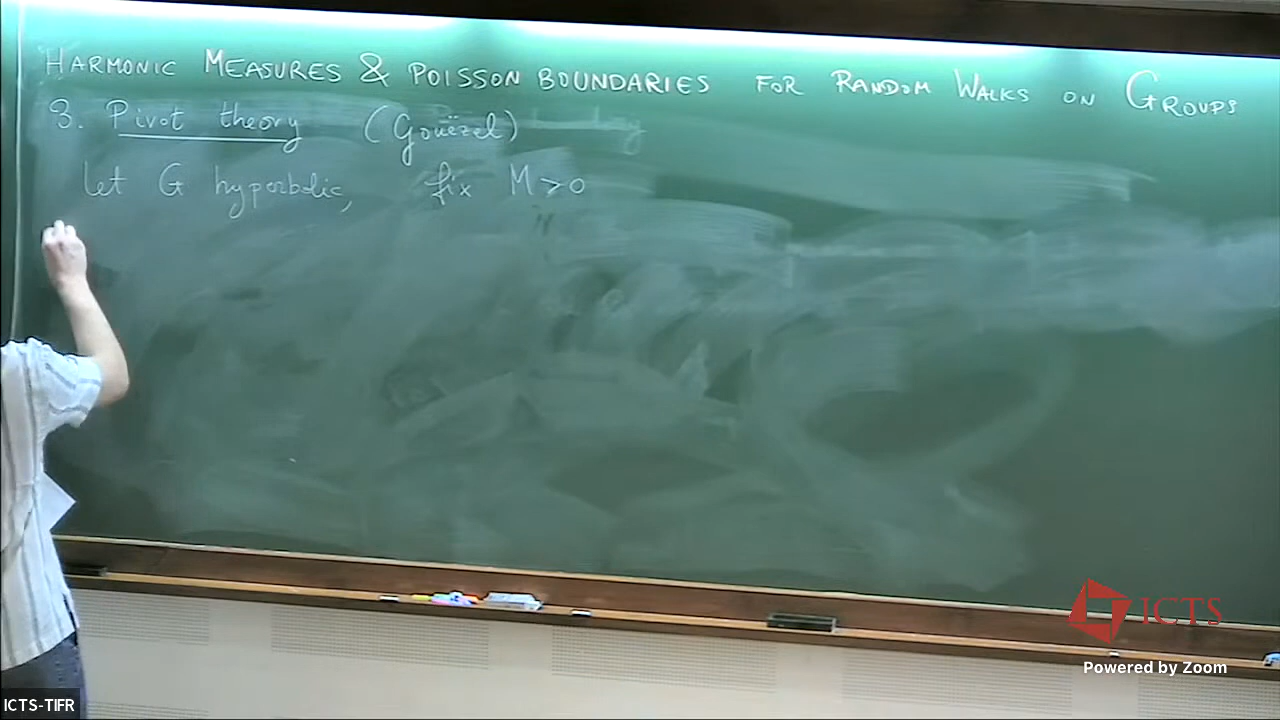 HARMONIC MEASURES & POISSON BOUNDARIES FOR RANDOM WALKS ON GROUPS
3. Pivot theory (Gouëzel)
let G hyperbolic, fix M>0
ICTS
Powered by Zoom
ICTS-TIFR